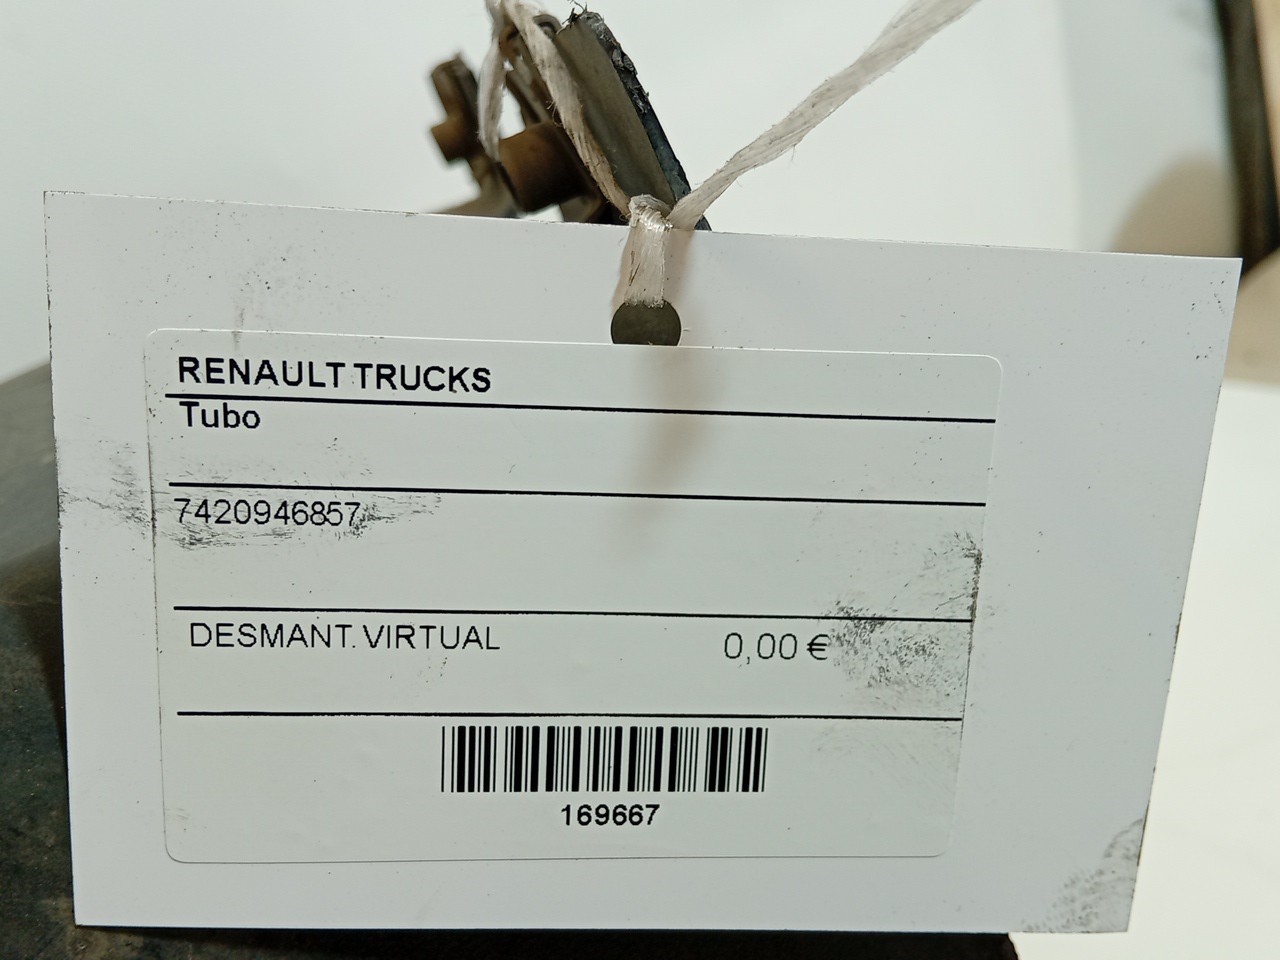 RENAULT TRUCKS
Tubo
7420946857
DESMANT. VIRTUAL 0,00 €
169667